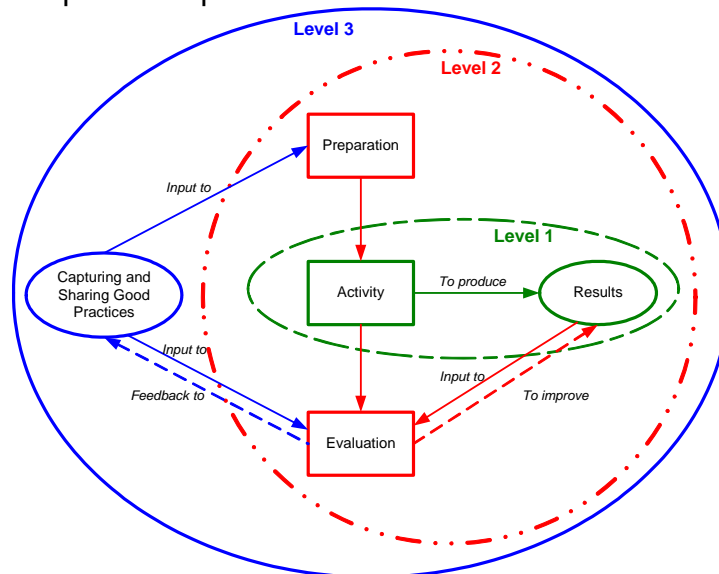 Level 3
Level 2
Preparation
Input to
Level 1
Capturing and
Sharing Good
Practices
Activity
To produce
Results
Input to
Feedback to
Input to
To improve
Evaluation